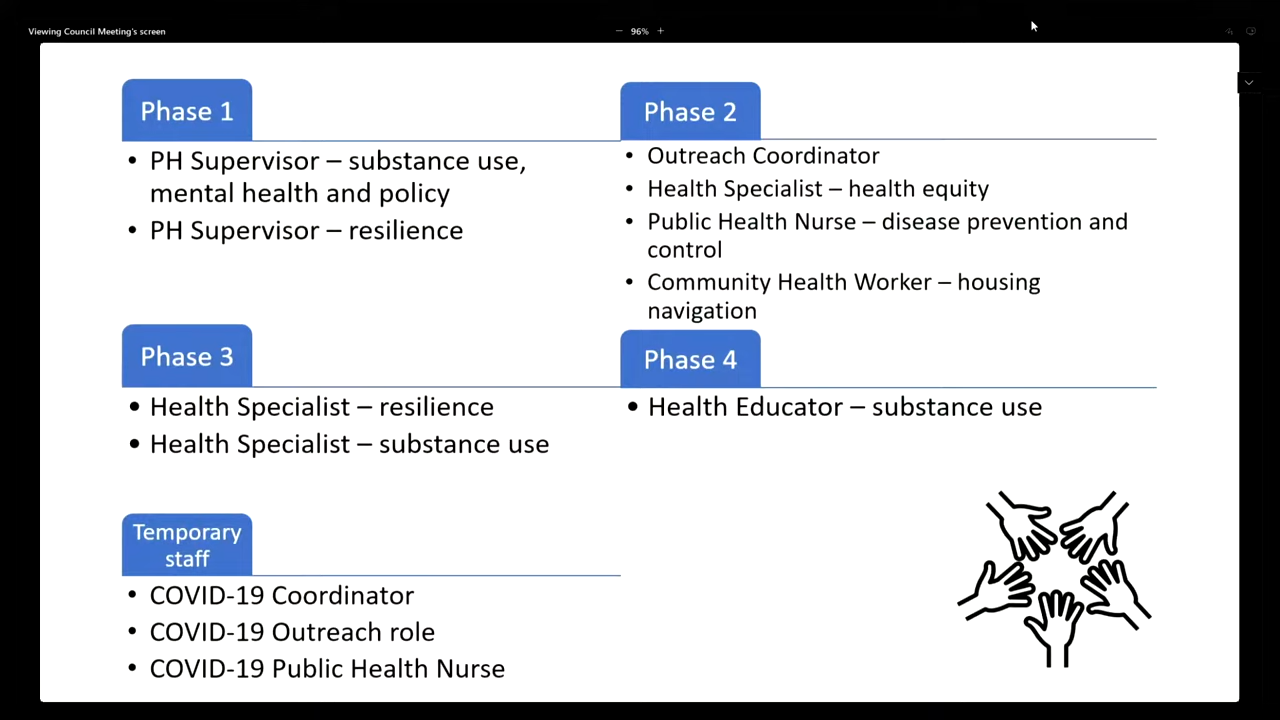 Viewing Council Meeting's screen
− 96% +
Phase 1
• PH Supervisor – substance use,
mental health and policy
• PH Supervisor – resilience
Phase 2
• Outreach Coordinator
• Health Specialist – health equity
• Public Health Nurse – disease prevention and
control
• Community Health Worker – housing
navigation
Phase 3
• Health Specialist – resilience
• Health Specialist – substance use
Phase 4
• Health Educator – substance use
Temporary
staff
• COVID-19 Coordinator
• COVID-19 Outreach role
• COVID-19 Public Health Nurse